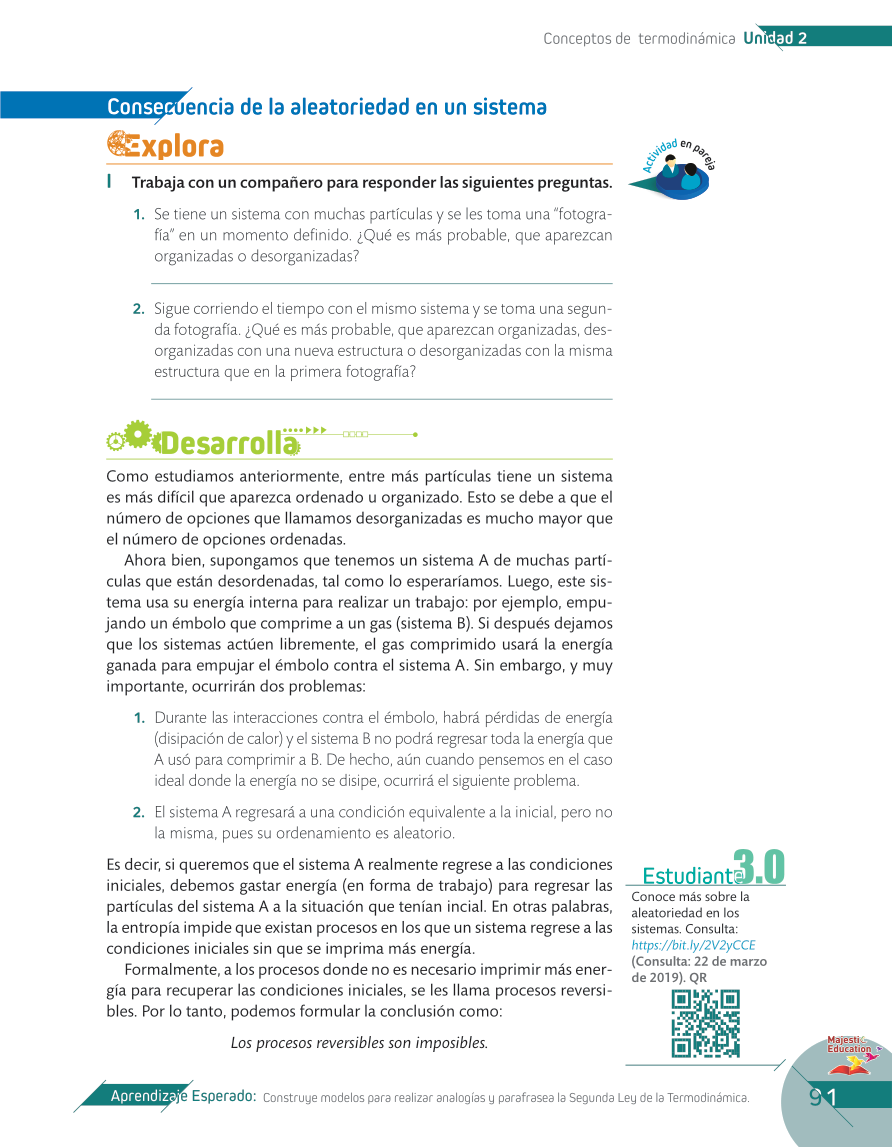 Conceptos de termodinámica Unidad 2
Consecuencia de la aleatoriedad en un sistema
Explora
Actividad en pareja
I Trabaja con un compañero para responder las siguientes preguntas.
1. Se tiene un sistema con muchas partículas y se les toma una “fotogra-
fía” en un momento definido. ¿Qué es más probable, que aparezcan
organizadas o desorganizadas?
2. Sigue corriendo el tiempo con el mismo sistema y se toma una segun-
da fotografía. ¿Qué es más probable, que aparezcan organizadas, des-
organizadas con una nueva estructura o desorganizadas con la misma
estructura que en la primera fotografía?
Desarrolla
Como estudiamos anteriormente, entre más partículas tiene un sistema
es más difícil que aparezca ordenado u organizado. Esto se debe a que el
número de opciones que llamamos desorganizadas es mucho mayor que
el número de opciones ordenadas.
Ahora bien, supongamos que tenemos un sistema A de muchas partí-
culas que están desordenadas, tal como lo esperaríamos. Luego, este sis-
tema usa su energía interna para realizar un trabajo: por ejemplo, empu-
jando un émbolo que comprime a un gas (sistema B). Si después dejamos
que los sistemas actúen libremente, el gas comprimido usará la energía
ganada para empujar el émbolo contra el sistema A. Sin embargo, y muy
importante, ocurrirán dos problemas:
1. Durante las interacciones contra el émbolo, habrá pérdidas de energía
(disipación de calor) y el sistema B no podrá regresar toda la energía que
A usó para comprimir a B. De hecho, aún cuando pensemos en el caso
ideal donde la energía no se disipe, ocurrirá el siguiente problema.
2. El sistema A regresará a una condición equivalente a la inicial, pero no
la misma, pues su ordenamiento es aleatorio.
Es decir, si queremos que el sistema A realmente regrese a las condiciones
iniciales, debemos gastar energía (en forma de trabajo) para regresar las
partículas del sistema A a la situación que tenían incial. En otras palabras,
la entropía impide que existan procesos en los que un sistema regrese a las
condiciones iniciales sin que se imprima más energía.
Formalmente, a los procesos donde no es necesario imprimir más ener-
gía para recuperar las condiciones iniciales, se les llama procesos reversi-
bles. Por lo tanto, podemos formular la conclusión como:
Los procesos reversibles son imposibles.
Estudiante 3.0
Conoce más sobre la
aleatoriedad en los
sistemas. Consulta:
https://bit.ly/2V2yCCE
(Consulta: 22 de marzo
de 2019). QR
Majestic
Education
Aprendizaje Esperado: Construye modelos para realizar analogías y parafrasea la Segunda Ley de la Termodinámica.
91